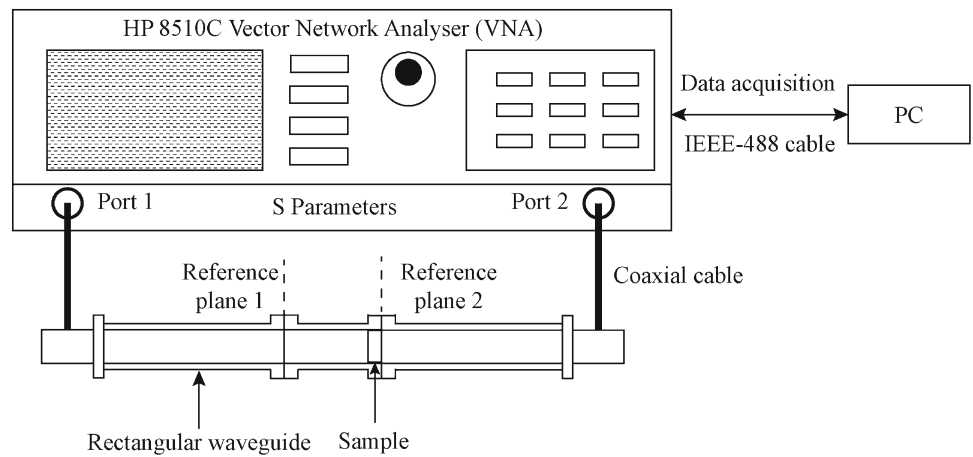 HP 8510C Vector Network Analyser (VNA)
Data acquisition
PC
IEEE-488 cable
Port 1
S Parameters
Port 2
Reference
plane 1
Reference
plane 2
Coaxial cable
Rectangular waveguide
Sample